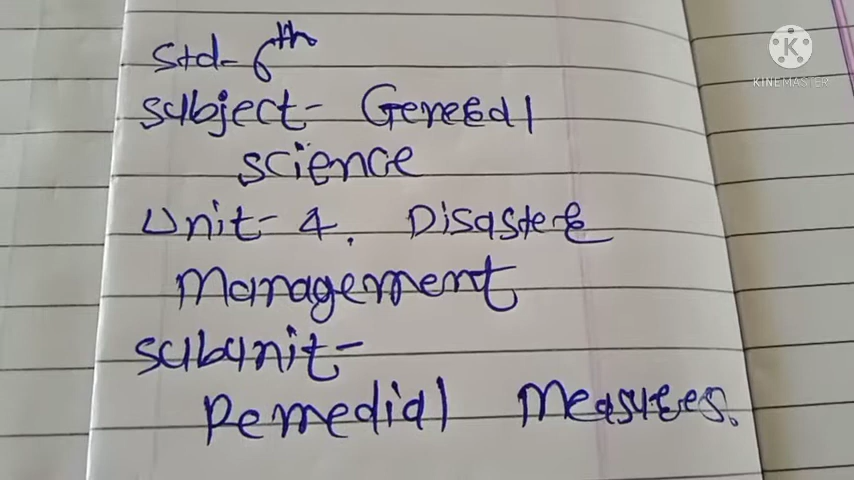 Std- 6th
Subject- General
science
Unit- 4. Disaster
Management
Subunit-
Remedial Measures.
K
KINEMASTER